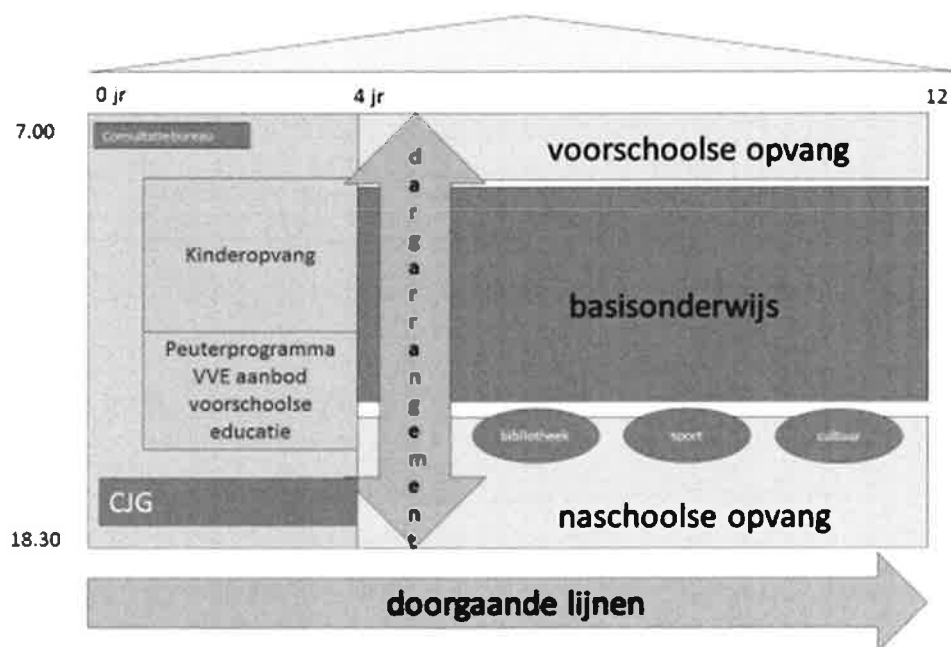 0 jr
4 jr
12
7.00
Consultatiebureau
voorschoolse opvang
dagarrangement
Kinderopvang
basisonderwijs
Peuterprogramma
VVE aanbod
voorschoolse
educatie
bibliotheek
sport
cultuur
CJG
naschoolse opvang
18.30
doorgaande lijnen